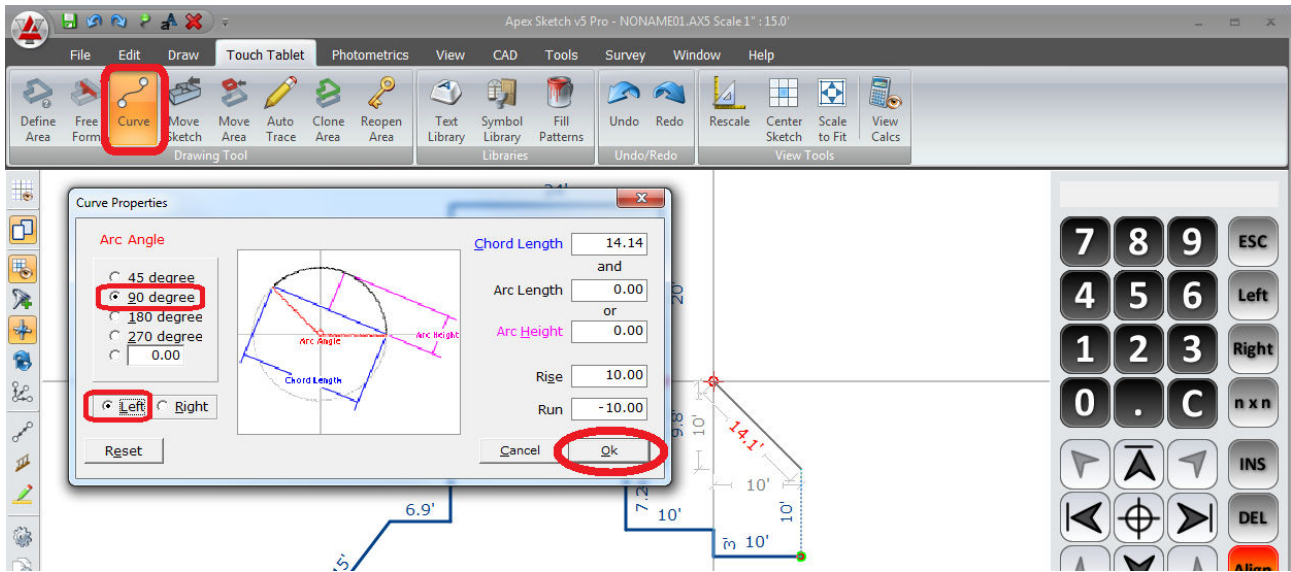 Apex Sketch v5 Pro - NONAME01.AX5 Scale 1" : 15.0'
File Edit Draw Touch Tablet Photometrics View CAD Tools Survey Window Help
Define Area
Free Form
Curve
Move Sketch
Move Area
Auto Trace
Clone Area
Reopen Area
Text Library
Symbol Library
Fill Patterns
Undo
Redo
Rescale
Center Sketch
Scale to Fit
View Calcs
Drawing Tool
Libraries
Undo/Redo
View Tools
Curve Properties
Arc Angle
45 degree
90 degree
180 degree
270 degree
0.00
Left Right
Reset
Arc Angle
Arc Height
Chord Length
Chord Length 14.14
and
Arc Length 0.00
or
Arc Height 0.00
Rise 10.00
Run -10.00
Cancel Ok
20'
9.8'
10'
14.1'
10'
10'
6.9'
10'
3' 10'
7 8 9 ESC
4 5 6 Left
1 2 3 Right
0 . C n x n
INS
DEL
Align